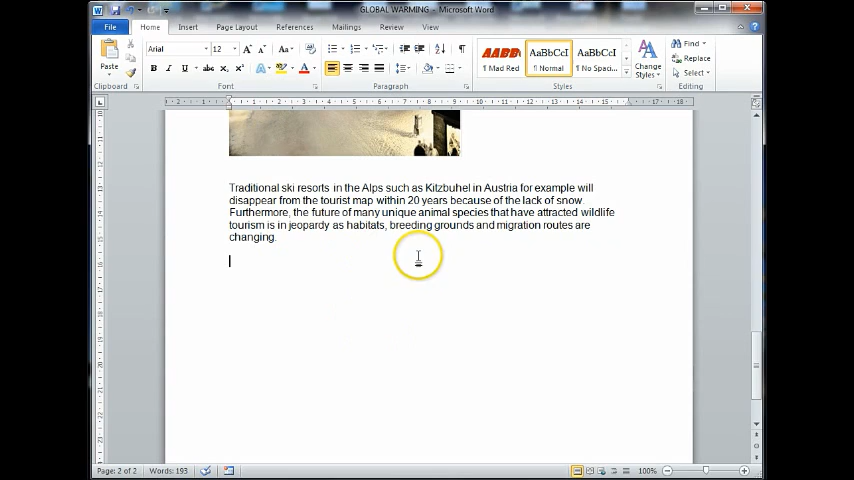 GLOBAL WARMING - Microsoft Word
File Home Insert Page Layout References Mailings Review View
Paste
Arial 12
AABB AaBbCcI AaBbCcI
¶ Mad Red ¶ Normal ¶ No Spaci...
Change Styles
Find
Replace
Select
Clipboard Font Paragraph Styles Editing
Traditional ski resorts in the Alps such as Kitzbuhel in Austria for example will
disappear from the tourist map within 20 years because of the lack of snow.
Furthermore, the future of many unique animal species that have attracted wildlife
tourism is in jeopardy as habitats, breeding grounds and migration routes are
changing.
Page: 2 of 2 Words: 193 100%